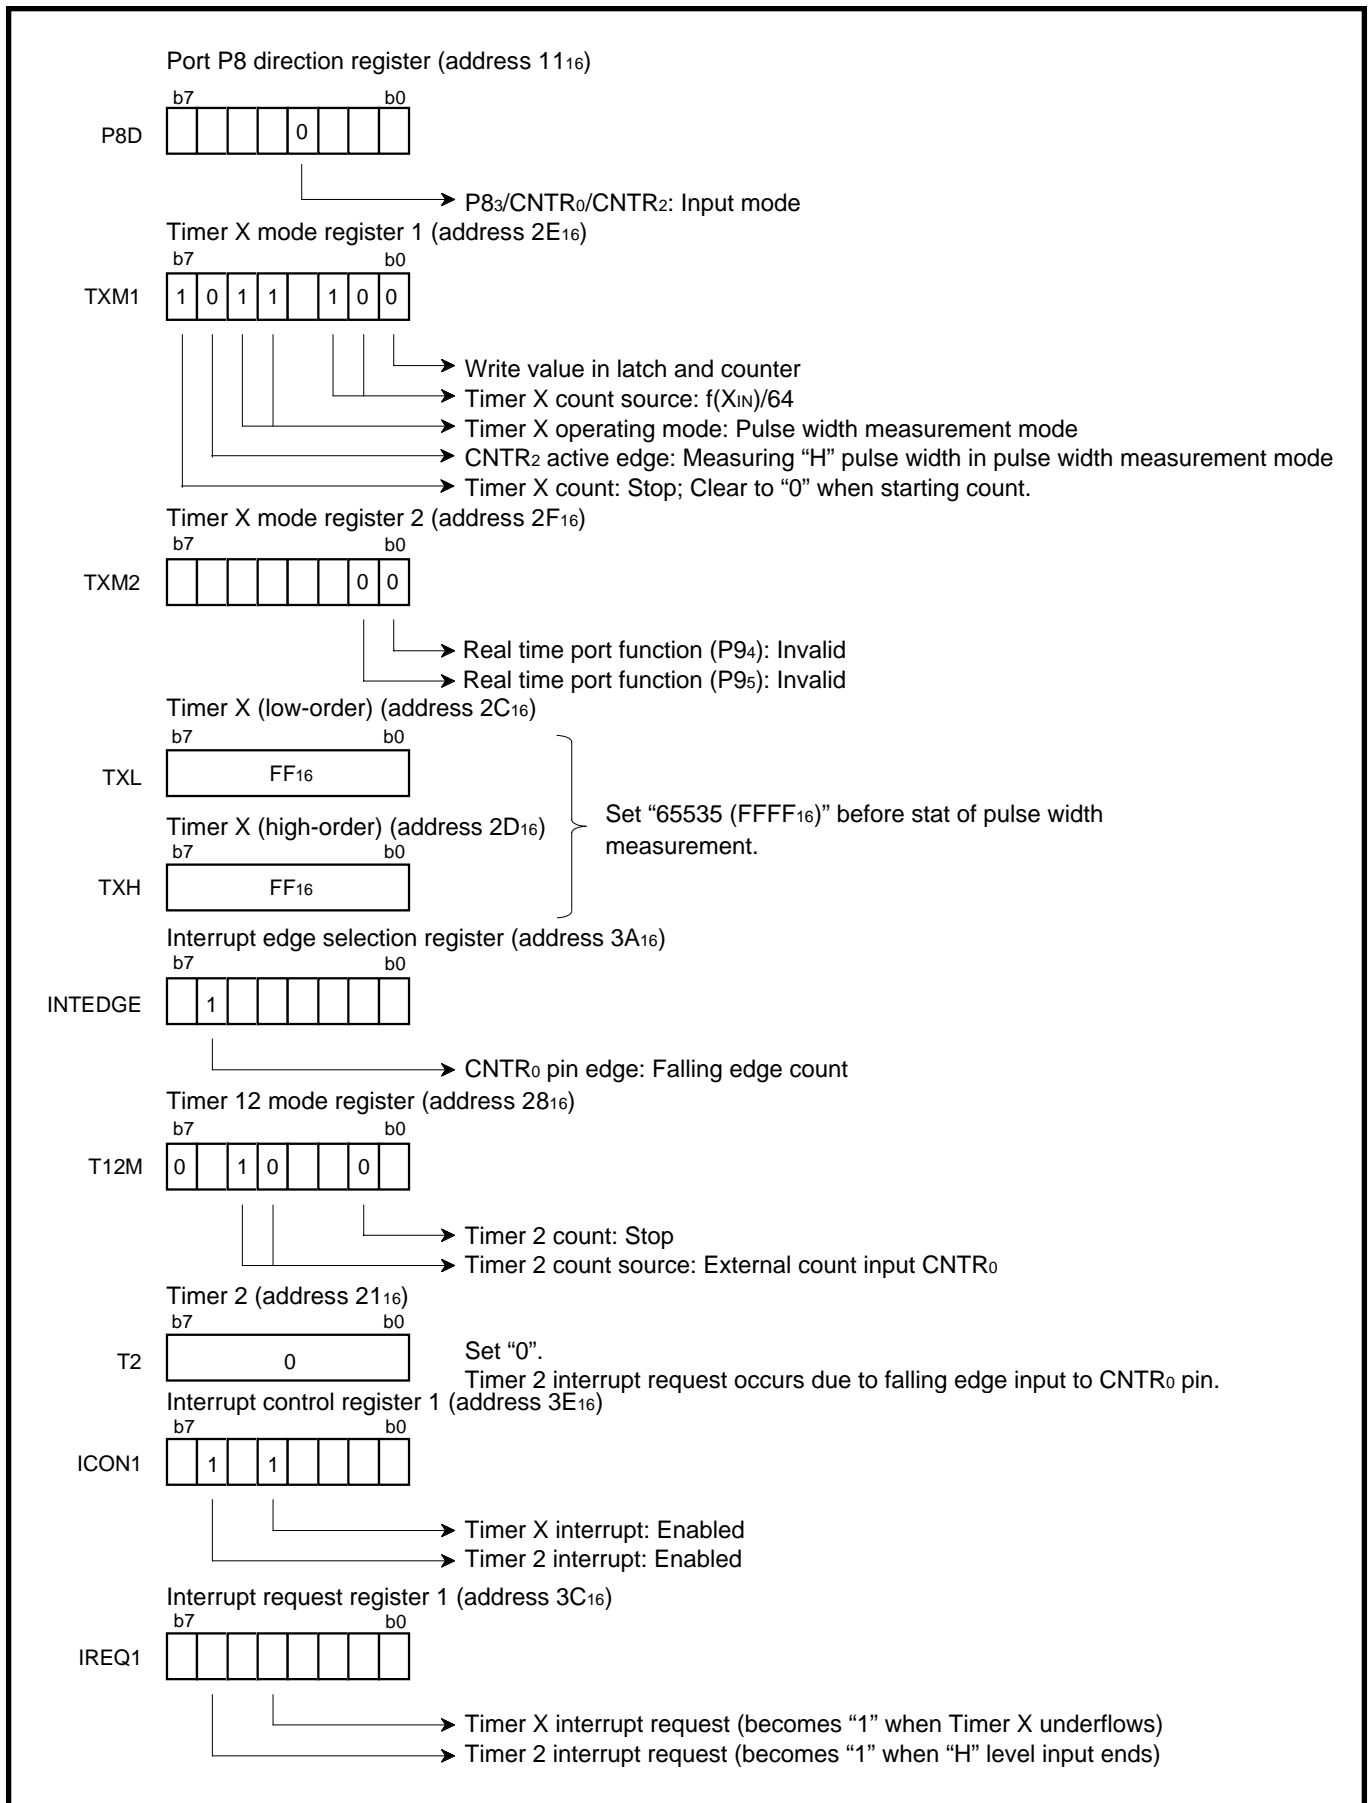 Port P8 direction register (address 11₁₆)
b7 b0
P8D 0
P8₃/CNTR₀/CNTR₂: Input mode
Timer X mode register 1 (address 2E₁₆)
b7 b0
TXM1 1 0 1 1 1 0 0
Write value in latch and counter
Timer X count source: f(XIN)/64
Timer X operating mode: Pulse width measurement mode
CNTR₂ active edge: Measuring “H” pulse width in pulse width measurement mode
Timer X count: Stop; Clear to “0” when starting count.
Timer X mode register 2 (address 2F₁₆)
b7 b0
TXM2 0 0
Real time port function (P9₄): Invalid
Real time port function (P9₅): Invalid
Timer X (low-order) (address 2C₁₆)
b7 b0
TXL FF₁₆
Timer X (high-order) (address 2D₁₆)
b7 b0
TXH FF₁₆
Set “65535 (FFFF₁₆)” before stat of pulse width
measurement.
Interrupt edge selection register (address 3A₁₆)
b7 b0
INTEDGE 1
CNTR₀ pin edge: Falling edge count
Timer 12 mode register (address 28₁₆)
b7 b0
T12M 0 1 0 0
Timer 2 count: Stop
Timer 2 count source: External count input CNTR₀
Timer 2 (address 21₁₆)
b7 b0
T2 0
Set “0”.
Timer 2 interrupt request occurs due to falling edge input to CNTR₀ pin.
Interrupt control register 1 (address 3E₁₆)
b7 b0
ICON1 1 1
Timer X interrupt: Enabled
Timer 2 interrupt: Enabled
Interrupt request register 1 (address 3C₁₆)
b7 b0
IREQ1
Timer X interrupt request (becomes “1” when Timer X underflows)
Timer 2 interrupt request (becomes “1” when “H” level input ends)